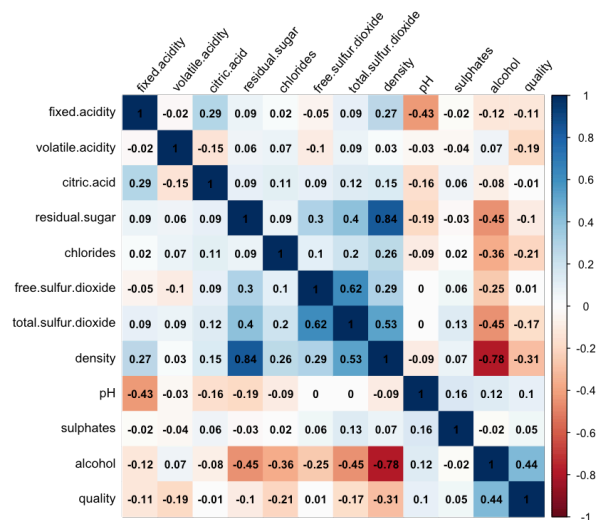 fixed.acidity volatile.acidity citric.acid residual.sugar chlorides free.sulfur.dioxide total.sulfur.dioxide density pH sulphates alcohol quality
fixed.acidity 1 -0.02 0.29 0.09 0.02 -0.05 0.09 0.27 -0.43 -0.02 -0.12 -0.11
volatile.acidity -0.02 1 -0.15 0.06 0.07 -0.1 0.09 0.03 -0.03 -0.04 0.07 -0.19
citric.acid 0.29 -0.15 1 0.09 0.11 0.09 0.12 0.15 -0.16 0.06 -0.08 -0.01
residual.sugar 0.09 0.06 0.09 1 0.09 0.3 0.4 0.84 -0.19 -0.03 -0.45 -0.1
chlorides 0.02 0.07 0.11 0.09 1 0.1 0.2 0.26 -0.09 0.02 -0.36 -0.21
free.sulfur.dioxide -0.05 -0.1 0.09 0.3 0.1 1 0.62 0.29 0 0.06 -0.25 0.01
total.sulfur.dioxide 0.09 0.09 0.12 0.4 0.2 0.62 1 0.53 0 0.13 -0.45 -0.17
density 0.27 0.03 0.15 0.84 0.26 0.29 0.53 1 -0.09 0.07 -0.78 -0.31
pH -0.43 -0.03 -0.16 -0.19 -0.09 0 0 -0.09 1 0.16 0.12 0.1
sulphates -0.02 -0.04 0.06 -0.03 0.02 0.06 0.13 0.07 0.16 1 -0.02 0.05
alcohol -0.12 0.07 -0.08 -0.45 -0.36 -0.25 -0.45 -0.78 0.12 -0.02 1 0.44
quality -0.11 -0.19 -0.01 -0.1 -0.21 0.01 -0.17 -0.31 0.1 0.05 0.44 1
1
0.8
0.6
0.4
0.2
0
-0.2
-0.4
-0.6
-0.8
-1